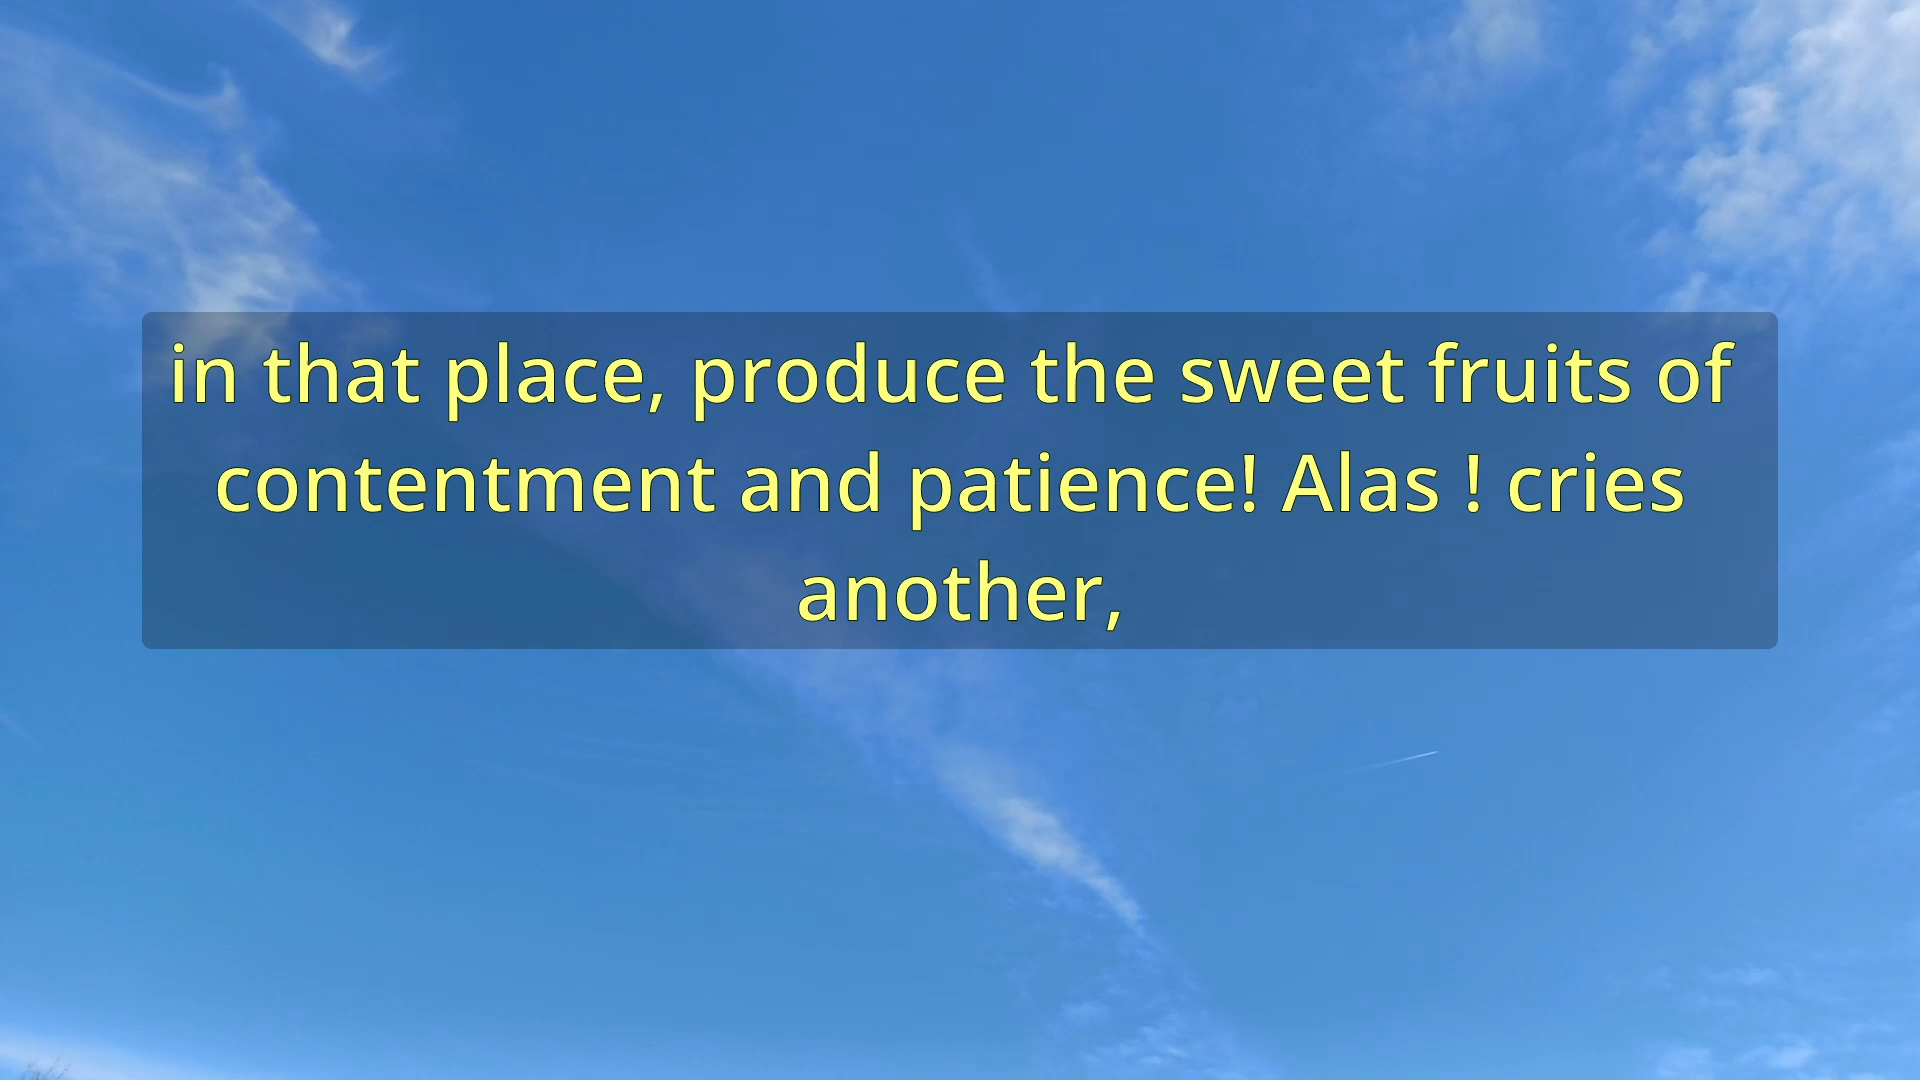 in that place, produce the sweet fruits of
contentment and patience! Alas ! cries
another,